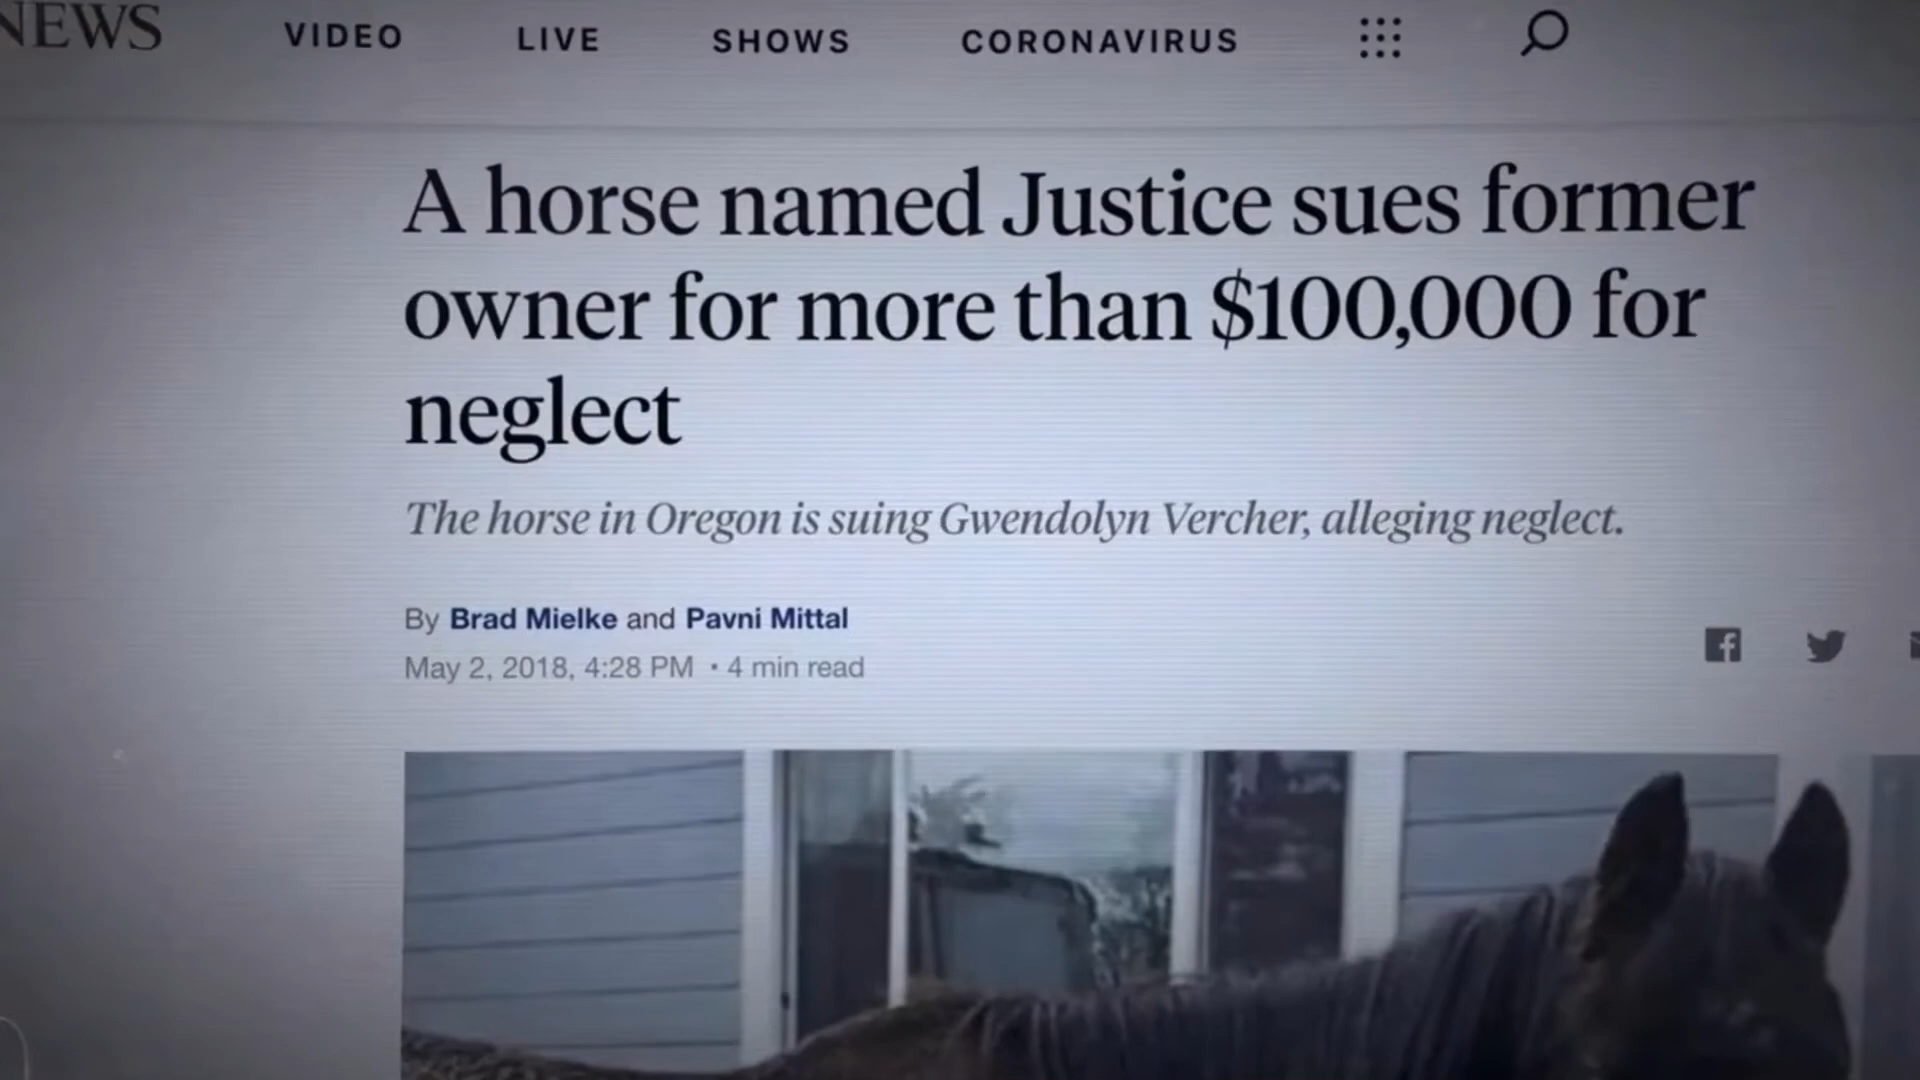 NEWS VIDEO LIVE SHOWS CORONAVIRUS
A horse named Justice sues former
owner for more than $100,000 for
neglect
The horse in Oregon is suing Gwendolyn Vercher, alleging neglect.
By Brad Mielke and Pavni Mittal
May 2, 2018, 4:28 PM • 4 min read